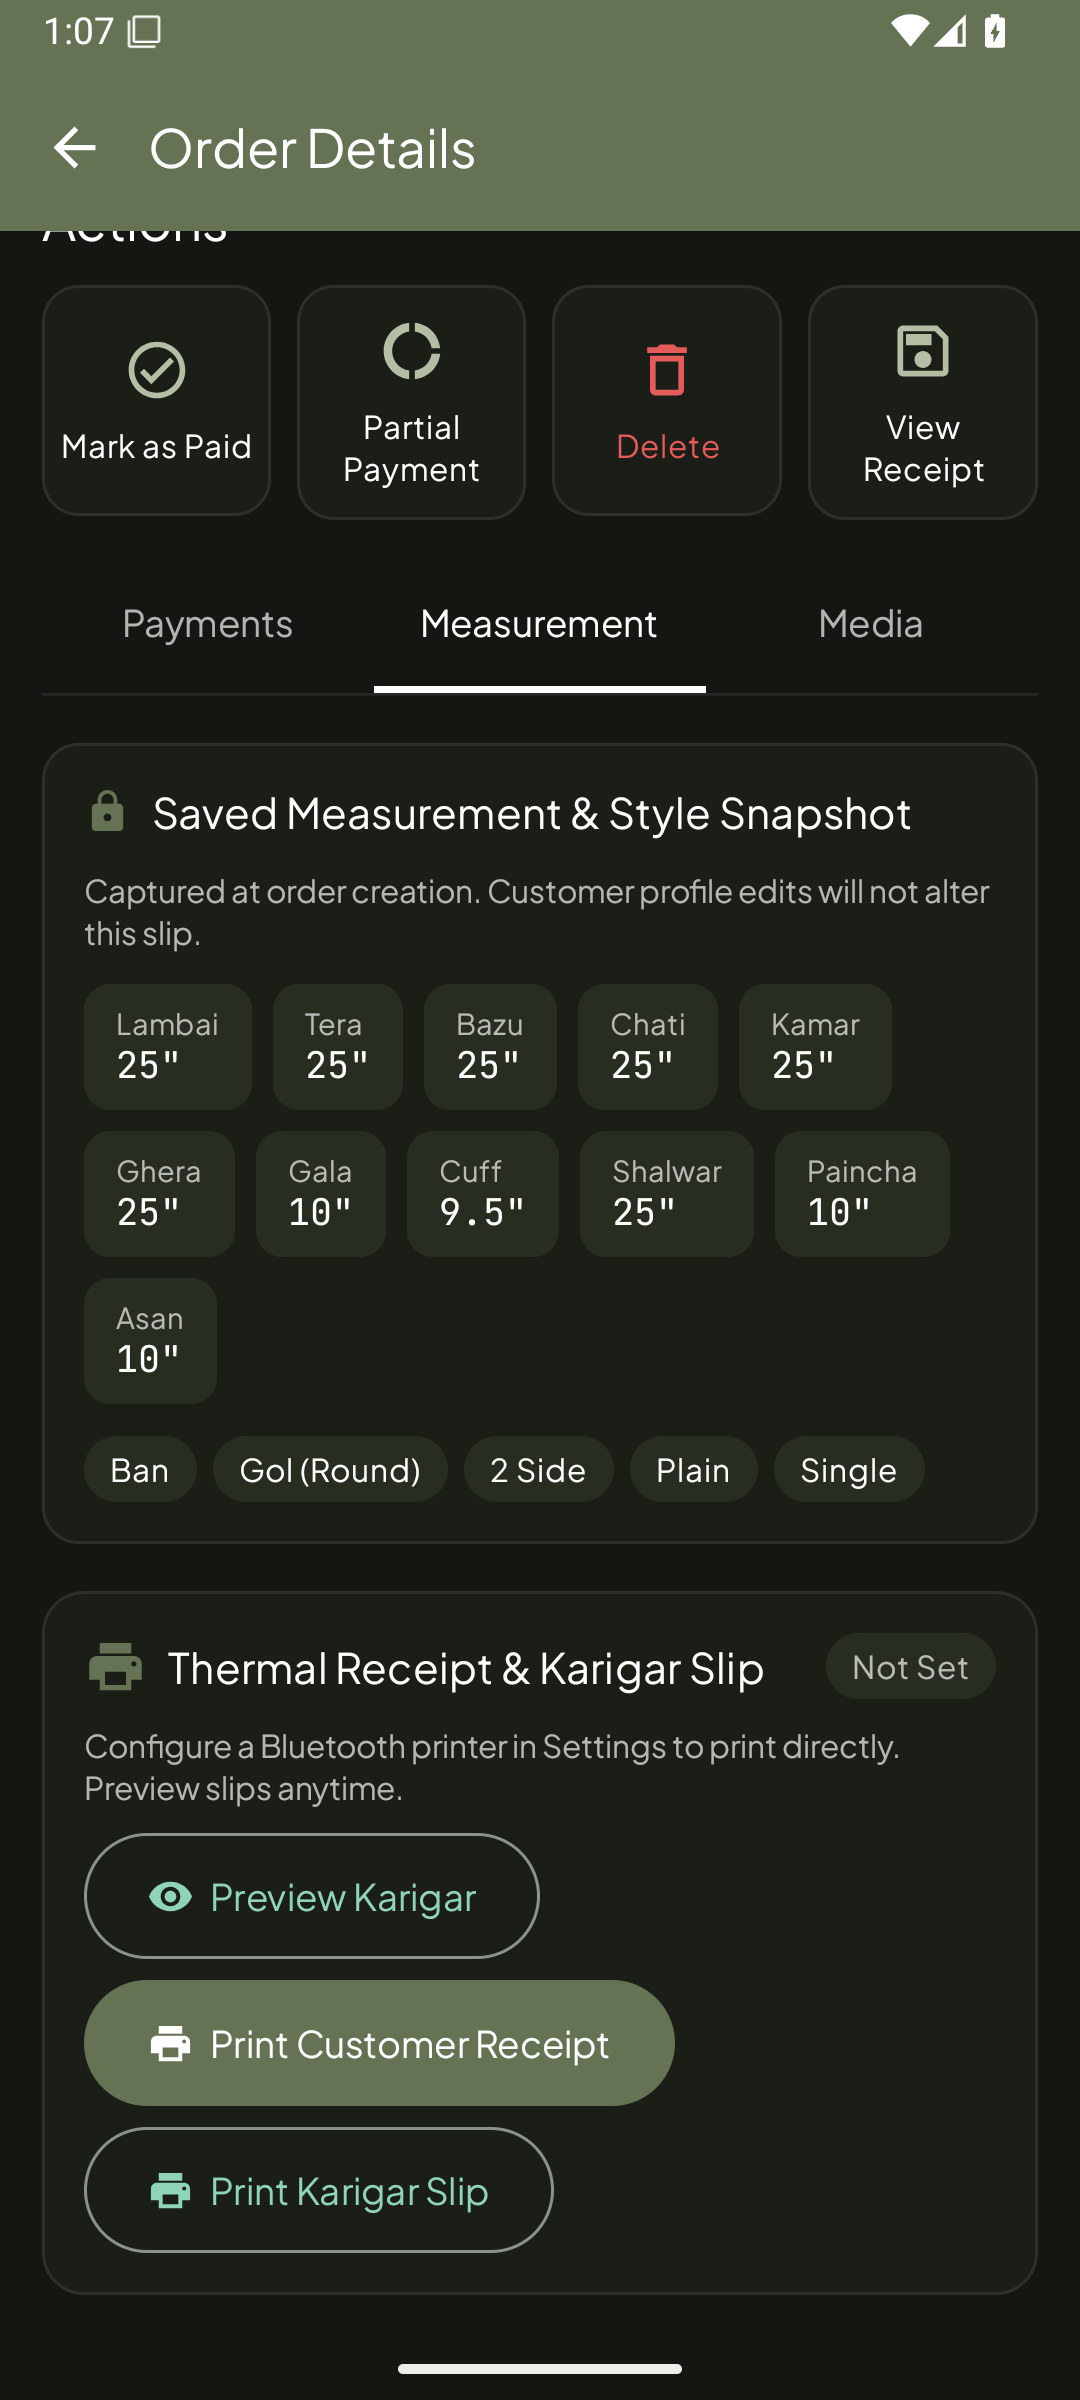 1:07
Order Details
Actions
Mark as Paid
Partial
Payment
Delete
View
Receipt
Payments
Measurement
Media
Saved Measurement & Style Snapshot
Captured at order creation. Customer profile edits will not alter
this slip.
Lambai Tera Bazu Chati Kamar
25" 25" 25" 25" 25"
Ghera Gala Cuff Shalwar Paincha
25" 10" 9.5" 25" 10"
Asan
10"
Ban Gol (Round) 2 Side Plain Single
Thermal Receipt & Karigar Slip Not Set
Configure a Bluetooth printer in Settings to print directly.
Preview slips anytime.
Preview Karigar
Print Customer Receipt
Print Karigar Slip